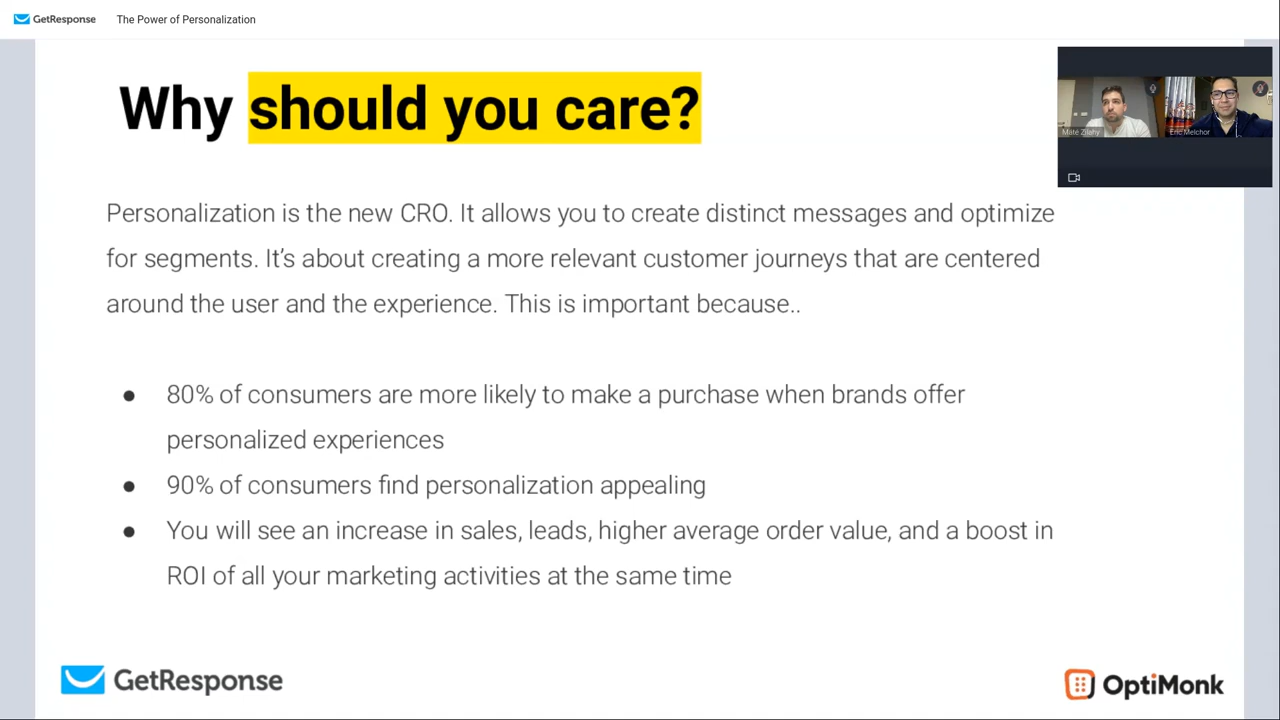 GetResponse
The Power of Personalization
Why should you care?
Máté Zilahy
Eric Melchor
Personalization is the new CRO. It allows you to create distinct messages and optimize
for segments. It’s about creating a more relevant customer journeys that are centered
around the user and the experience. This is important because..
● 80% of consumers are more likely to make a purchase when brands offer
personalized experiences
● 90% of consumers find personalization appealing
● You will see an increase in sales, leads, higher average order value, and a boost in
ROI of all your marketing activities at the same time
GetResponse
OptiMonk